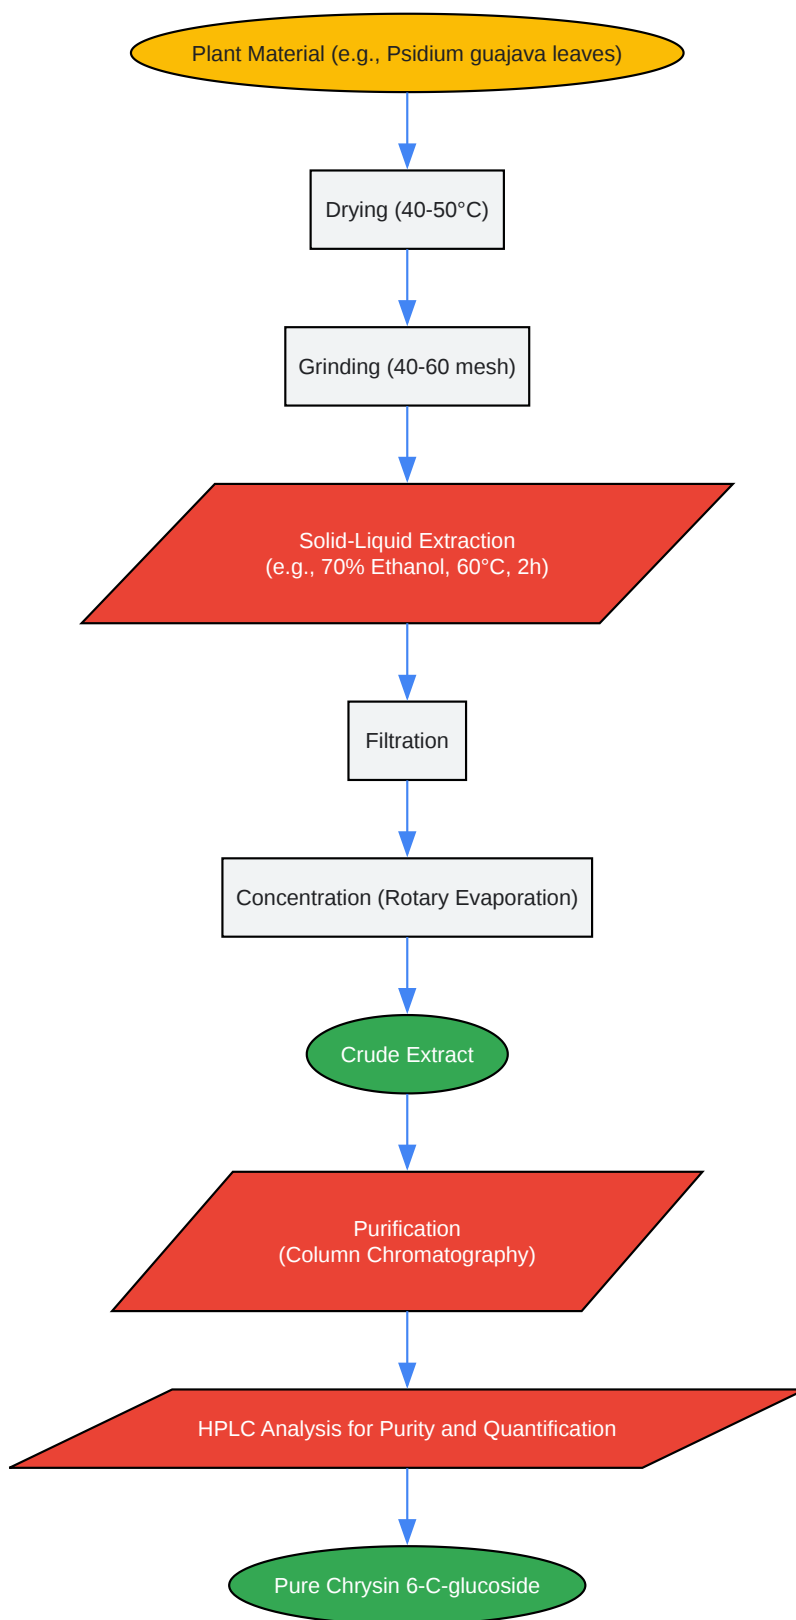 Plant Material (e.g., Psidium guajava leaves)
Drying (40-50°C)
Grinding (40-60 mesh)
Solid-Liquid Extraction
(e.g., 70% Ethanol, 60°C, 2h)
Filtration
Concentration (Rotary Evaporation)
Crude Extract
Purification
(Column Chromatography)
HPLC Analysis for Purity and Quantification
Pure Chrysin 6-C-glucoside